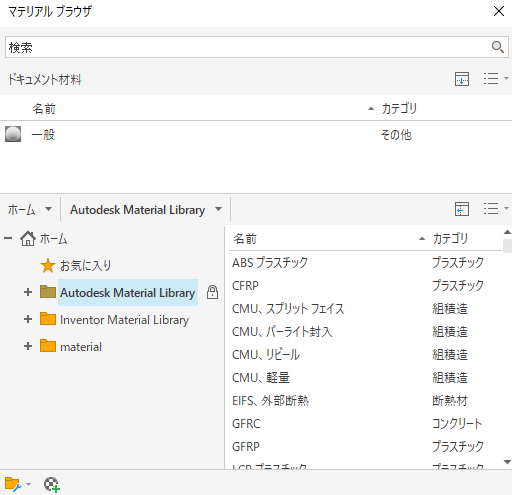 マテリアル ブラウザ
検索
ドキュメント材料
名前 カテゴリ
一般 その他
ホーム Autodesk Material Library
ホーム
お気に入り
Autodesk Material Library
Inventor Material Library
material
名前 カテゴリ
ABS プラスチック プラスチック
CFRP プラスチック
CMU、スプリット フェイス 組積造
CMU、パーライト封入 組積造
CMU、リビール 組積造
CMU、軽量 組積造
EIFS、外部断熱 断熱材
GFRC コンクリート
GFRP プラスチック
LCP プラスチック プラスチック